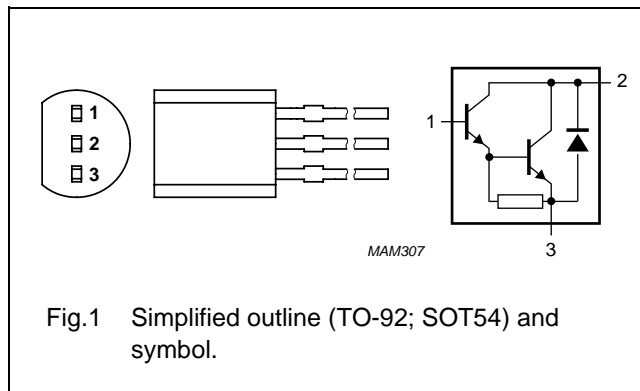 1
2
3
1
2
3
MAM307
Fig.1 Simplified outline (TO-92; SOT54) and
symbol.